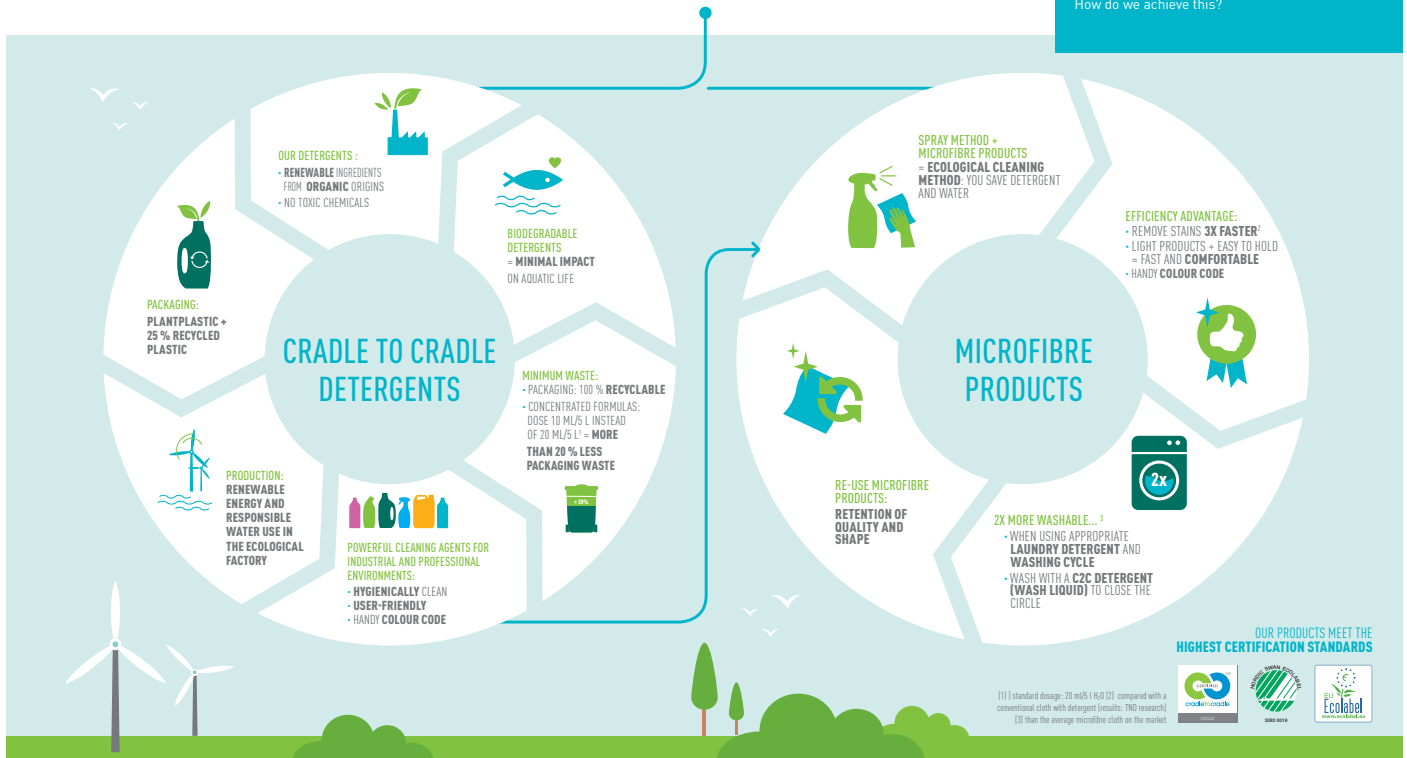 How do we achieve this?
OUR DETERGENTS :
• RENEWABLE INGREDIENTS
FROM ORGANIC ORIGINS
• NO TOXIC CHEMICALS
BIODEGRADABLE
DETERGENTS
= MINIMAL IMPACT
ON AQUATIC LIFE
PACKAGING:
PLANTPLASTIC +
25 % RECYCLED
PLASTIC
CRADLE TO CRADLE
DETERGENTS
MINIMUM WASTE:
• PACKAGING: 100 % RECYCLABLE
• CONCENTRATED FORMULAS:
DOSE 10 ML/5 L INSTEAD
OF 20 ML/5 L¹ = MORE
THAN 20 % LESS
PACKAGING WASTE
PRODUCTION:
RENEWABLE
ENERGY AND
RESPONSIBLE
WATER USE IN
THE ECOLOGICAL
FACTORY
POWERFUL CLEANING AGENTS FOR
INDUSTRIAL AND PROFESSIONAL
ENVIRONMENTS:
• HYGIENICALLY CLEAN
• USER-FRIENDLY
• HANDY COLOUR CODE
SPRAY METHOD +
MICROFIBRE PRODUCTS
= ECOLOGICAL CLEANING
METHOD: YOU SAVE DETERGENT
AND WATER
EFFICIENCY ADVANTAGE:
• REMOVE STAINS 3X FASTER²
• LIGHT PRODUCTS + EASY TO HOLD
= FAST AND COMFORTABLE
• HANDY COLOUR CODE
MICROFIBRE
PRODUCTS
2x
2X MORE WASHABLE... ³
• WHEN USING APPROPRIATE
LAUNDRY DETERGENT AND
WASHING CYCLE
• WASH WITH A C2C DETERGENT
(WASH LIQUID) TO CLOSE THE
CIRCLE
RE-USE MICROFIBRE
PRODUCTS:
RETENTION OF
QUALITY AND
SHAPE
OUR PRODUCTS MEET THE
HIGHEST CERTIFICATION STANDARDS
cradletocradle
GOLD
NORDIC SWAN ECOLABEL
3083 0019
EU
Ecolabel
www.ecolabel.eu
(1) ) standard dosage: 20 ml/5 l H₂O (2) compared with a
conventional cloth with detergent (results: TNO research)
(3) than the average microfibre cloth on the market